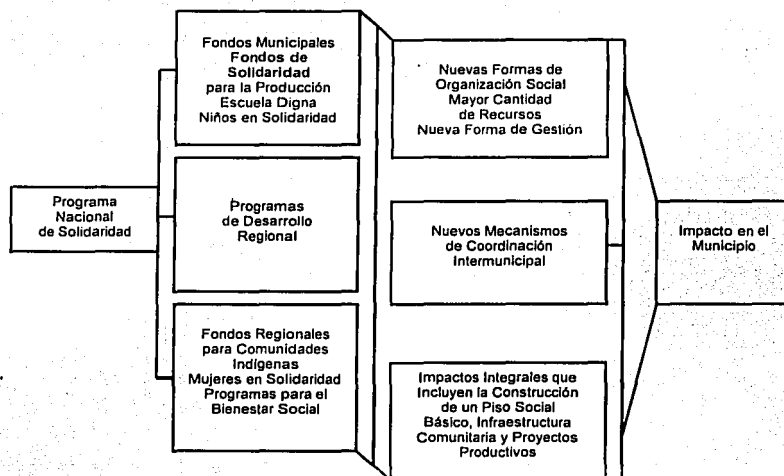 Programa
Nacional
de Solidaridad
Fondos Municipales
Fondos de
Solidaridad
para la Producción
Escuela Digna
Niños en Solidaridad
Programas
de Desarrollo
Regional
Fondos Regionales
para Comunidades
Indígenas
Mujeres en Solidaridad
Programas para el
Bienestar Social
Nuevas Formas de
Organización Social
Mayor Cantidad
de Recursos
Nueva Forma de Gestión
Nuevos Mecanismos
de Coordinación
Intermunicipal
Impactos Integrales que
Incluyen la Construcción
de un Piso Social
Básico, Infraestructura
Comunitaria y Proyectos
Productivos
Impacto en el
Municipio